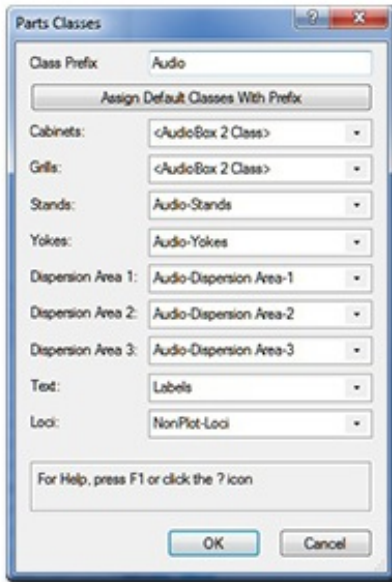 Parts Classes
Class Prefix Audio
Assign Default Classes With Prefix
Cabinets: <AudioBox 2 Class>
Grills: <AudioBox 2 Class>
Stands: Audio-Stands
Yokes: Audio-Yokes
Dispersion Area 1: Audio-Dispersion Area-1
Dispersion Area 2: Audio-Dispersion Area-2
Dispersion Area 3: Audio-Dispersion Area-3
Text: Labels
Loci: NonPlot-Loci
For Help, press F1 or click the ? icon
OK Cancel